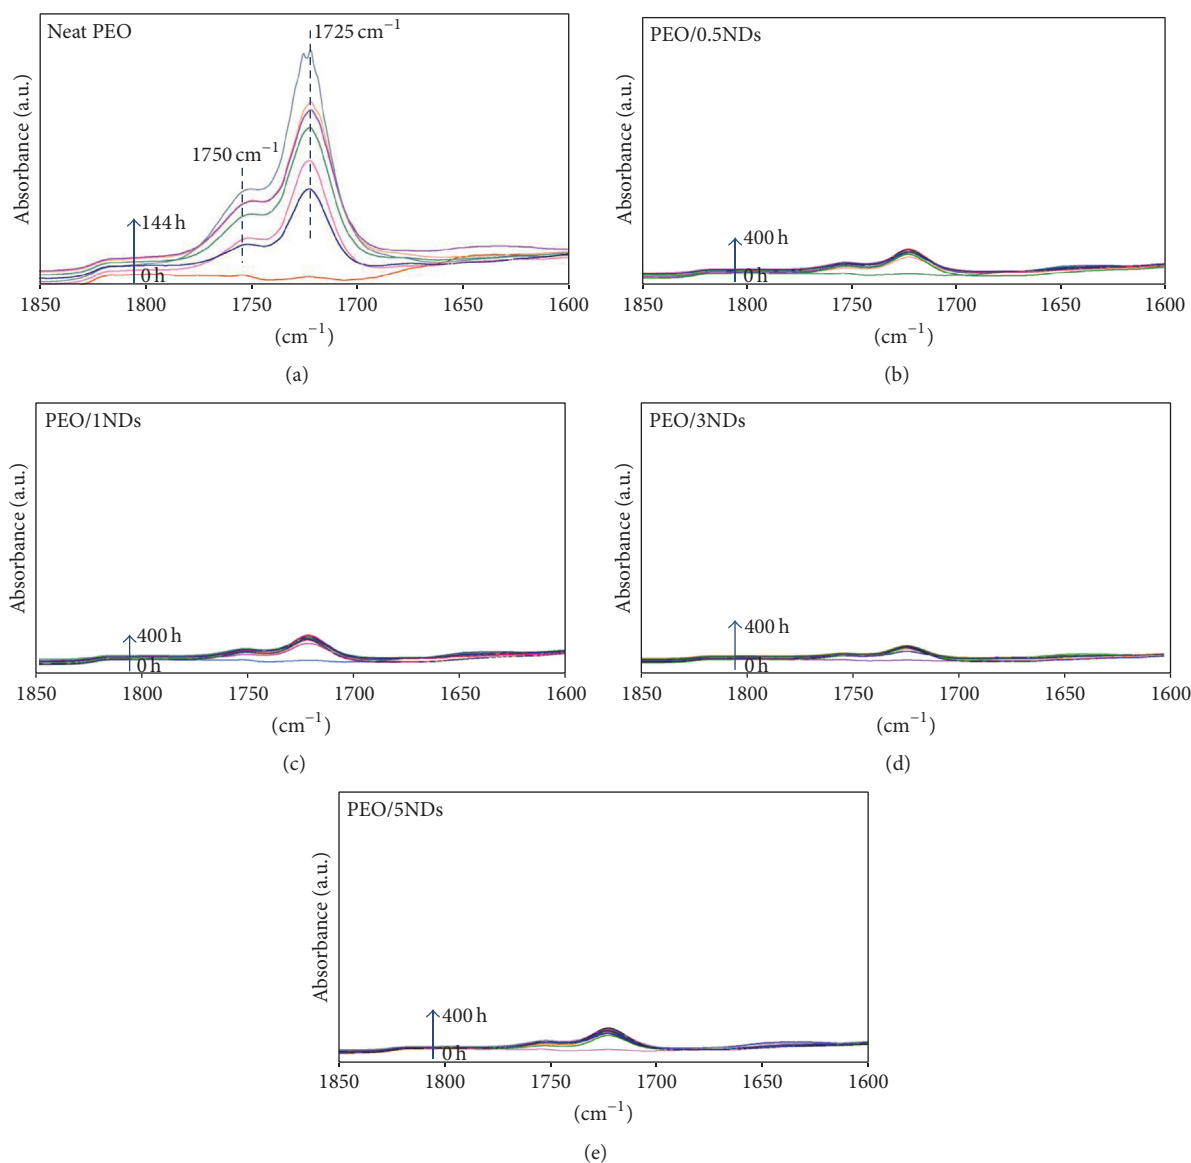 Neat PEO
1725 cm⁻¹
1750 cm⁻¹
144 h
0 h
Absorbance (a.u.)
1850 1800 1750 1700 1650 1600
(cm⁻¹)
(a)
PEO/0.5NDs
400 h
0 h
Absorbance (a.u.)
1850 1800 1750 1700 1650 1600
(cm⁻¹)
(b)
PEO/1NDs
400 h
0 h
Absorbance (a.u.)
1850 1800 1750 1700 1650 1600
(cm⁻¹)
(c)
PEO/3NDs
400 h
0 h
Absorbance (a.u.)
1850 1800 1750 1700 1650 1600
(cm⁻¹)
(d)
PEO/5NDs
400 h
0 h
Absorbance (a.u.)
1850 1800 1750 1700 1650 1600
(cm⁻¹)
(e)